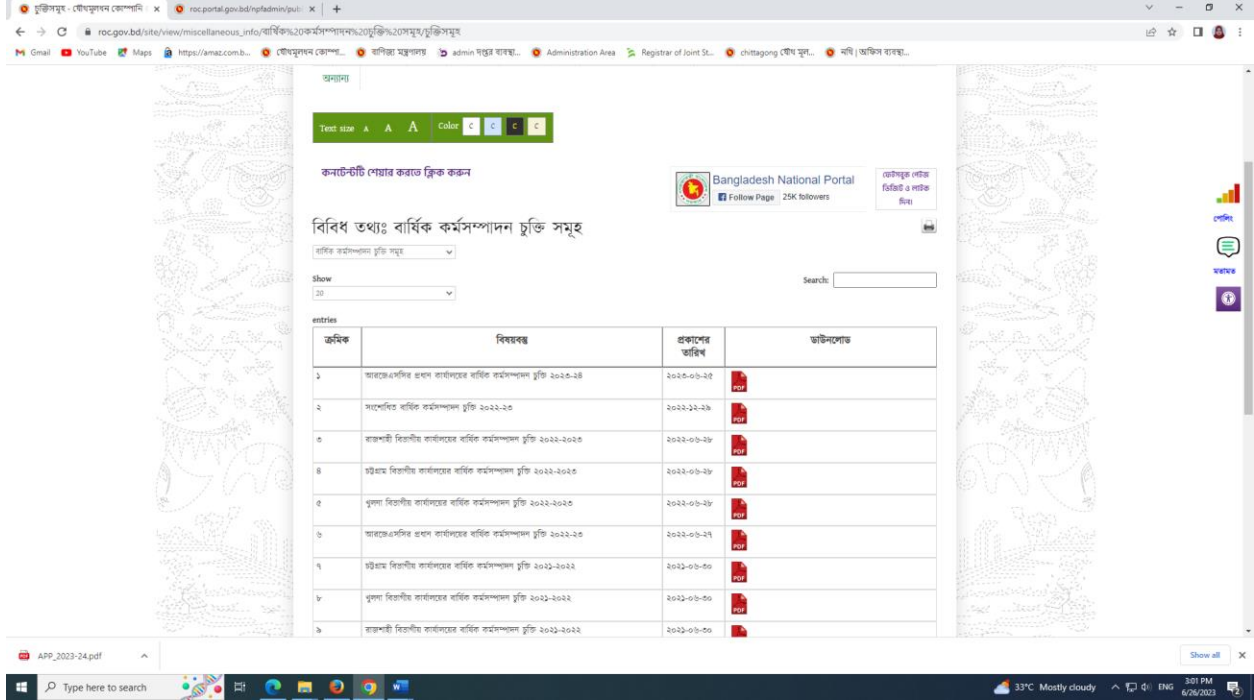 চুক্তিসমূহ - যৌথমূলধন কোম্পানি
roc.portal.gov.bd/npfadmin/publi
roc.gov.bd/site/view/miscellaneous_info/বার্ষিক%20কর্মসম্পাদন%20চুক্তি%20সমূহ/চুক্তিসমূহ
Gmail YouTube Maps https://amaz.com.b... যৌথমূলধন কোম্পা... বাণিজ্য মন্ত্রণালয় admin দপ্তর ব্যবস্থা... Administration Area Registrar of Joint St... chittagong যৌথ মূল... নথি | অফিস ব্যবস্থা...
অন্যান্য
Text size A A A Color C C C C
কনটেন্টটি শেয়ার করতে ক্লিক করুন
Bangladesh National Portal
Follow Page 25K followers
ফেইসবুক পেইজ
ভিজিট ও লাইক
দিন।
বিবিধ তথ্যঃ বার্ষিক কর্মসম্পাদন চুক্তি সমূহ
বার্ষিক কর্মসম্পাদন চুক্তি সমূহ
Show
Search:
20
entries
পোলিং
মতামত
ক্রমিক বিষয়বস্তু প্রকাশের তারিখ ডাউনলোড
১ আরজেএসসির প্রধান কার্যালয়ের বার্ষিক কর্মসম্পাদন চুক্তি ২০২৩-২৪ ২০২৩-০৬-২৫ PDF
২ সংশোধিত বার্ষিক কর্মসম্পাদন চুক্তি ২০২২-২৩ ২০২২-১২-২৯ PDF
৩ রাজশাহী বিভাগীয় কার্যালয়ের বার্ষিক কর্মসম্পাদন চুক্তি ২০২২-২০২৩ ২০২২-০৬-২৮ PDF
৪ চট্টগ্রাম বিভাগীয় কার্যালয়ের বার্ষিক কর্মসম্পাদন চুক্তি ২০২২-২০২৩ ২০২২-০৬-২৮ PDF
৫ খুলনা বিভাগীয় কার্যালয়ের বার্ষিক কর্মসম্পাদন চুক্তি ২০২২-২০২৩ ২০২২-০৬-২৮ PDF
৬ আরজেএসসির প্রধান কার্যালয়ের বার্ষিক কর্মসম্পাদন চুক্তি ২০২২-২৩ ২০২২-০৬-২৭ PDF
৭ চট্টগ্রাম বিভাগীয় কার্যালয়ের বার্ষিক কর্মসম্পাদন চুক্তি ২০২১-২০২২ ২০২১-০৬-৩০ PDF
৮ খুলনা বিভাগীয় কার্যালয়ের বার্ষিক কর্মসম্পাদন চুক্তি ২০২১-২০২২ ২০২১-০৬-৩০ PDF
৯ রাজশাহী বিভাগীয় কার্যালয়ের বার্ষিক কর্মসম্পাদন চুক্তি ২০২১-২০২২ ২০২১-০৬-৩০
APP_2023-24.pdf
Show all
Type here to search
33°C Mostly cloudy ENG 3:01 PM
6/26/2023